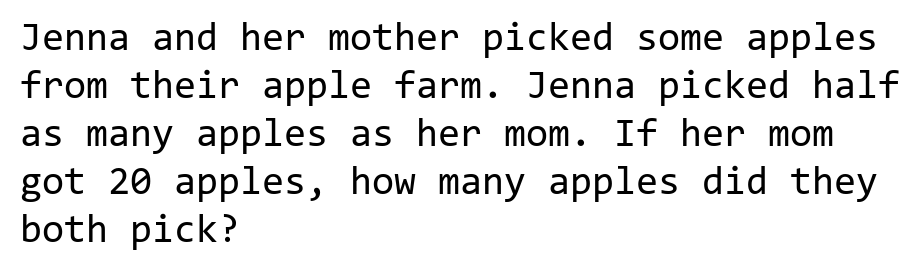 Jenna and her mother picked some apples
from their apple farm. Jenna picked half
as many apples as her mom. If her mom
got 20 apples, how many apples did they
both pick?